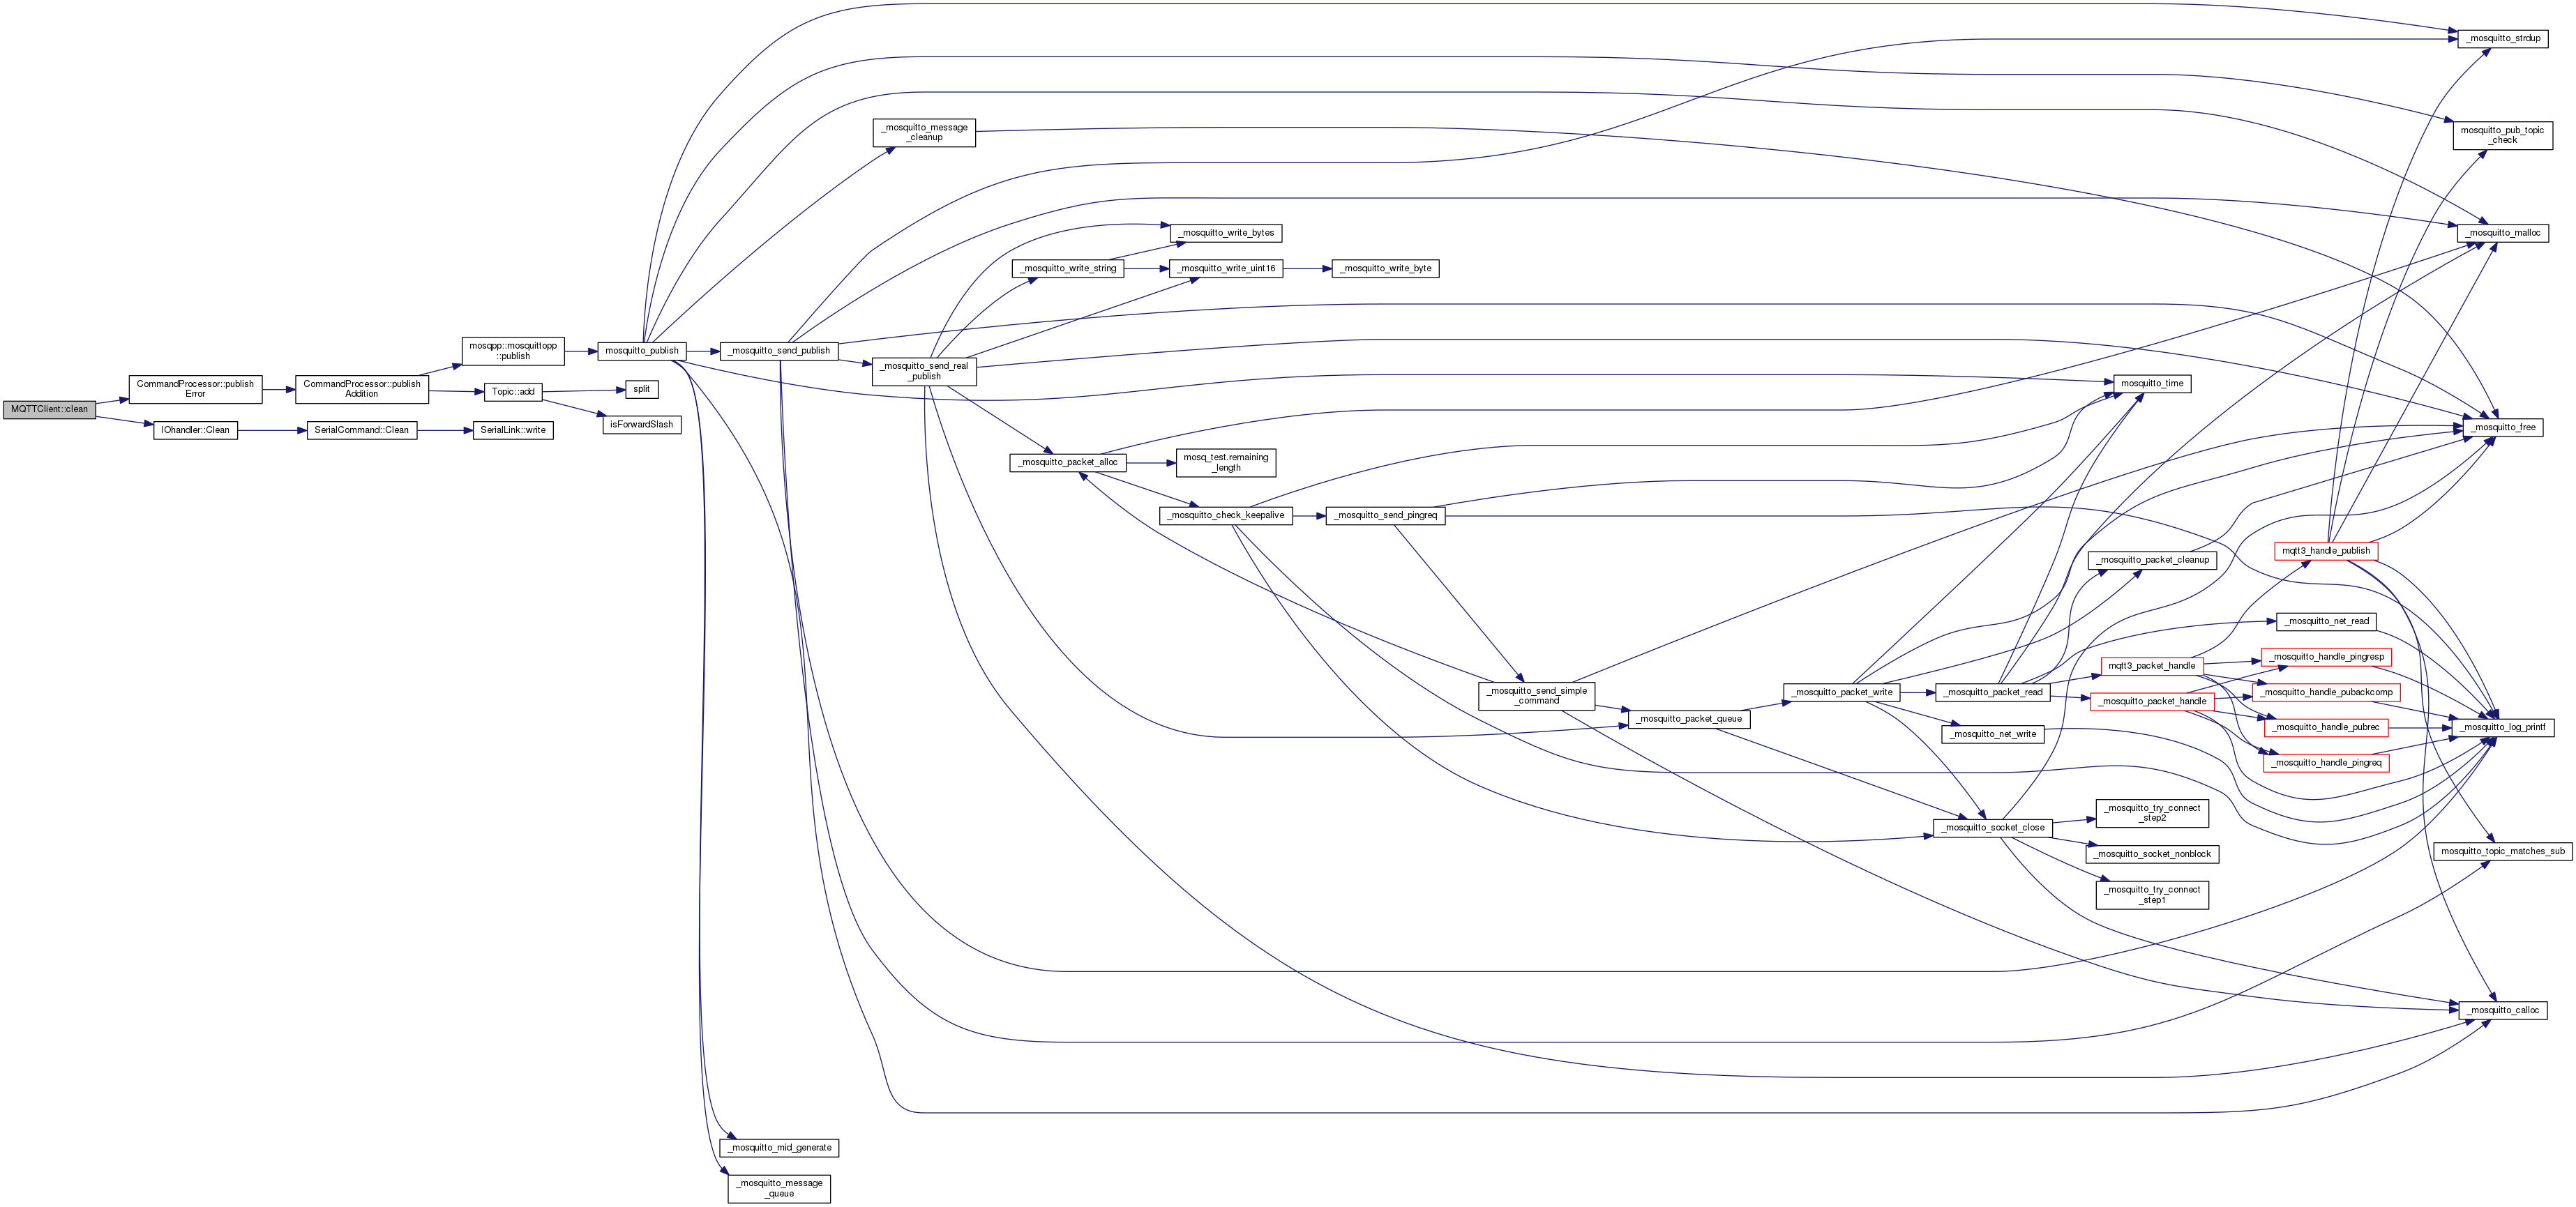 MQTTClient::clean
CommandProcessor::publish
Error
IOhandler::Clean
CommandProcessor::publish
Addition
SerialCommand::Clean
mosqpp::mosquittopp
::publish
Topic::add
SerialLink::write
mosquitto_publish
split
isForwardSlash
_mosquitto_send_publish
_mosquitto_mid_generate
_mosquitto_message
_queue
_mosquitto_message
_cleanup
_mosquitto_send_real
_publish
_mosquitto_write_string
_mosquitto_packet_alloc
_mosquitto_write_bytes
_mosquitto_write_uint16
mosq_test.remaining
_length
_mosquitto_check_keepalive
_mosquitto_write_byte
_mosquitto_send_pingreq
_mosquitto_send_simple
_command
_mosquitto_packet_queue
_mosquitto_packet_write
_mosquitto_packet_read
_mosquitto_net_write
_mosquitto_socket_close
mosquitto_time
_mosquitto_packet_cleanup
mqtt3_packet_handle
_mosquitto_packet_handle
_mosquitto_try_connect
_step2
_mosquitto_socket_nonblock
_mosquitto_try_connect
_step1
mqtt3_handle_publish
_mosquitto_net_read
_mosquitto_handle_pingresp
_mosquitto_handle_pubackcomp
_mosquitto_handle_pubrec
_mosquitto_handle_pingreq
_mosquitto_strdup
mosquitto_pub_topic
_check
_mosquitto_malloc
_mosquitto_free
_mosquitto_log_printf
mosquitto_topic_matches_sub
_mosquitto_calloc